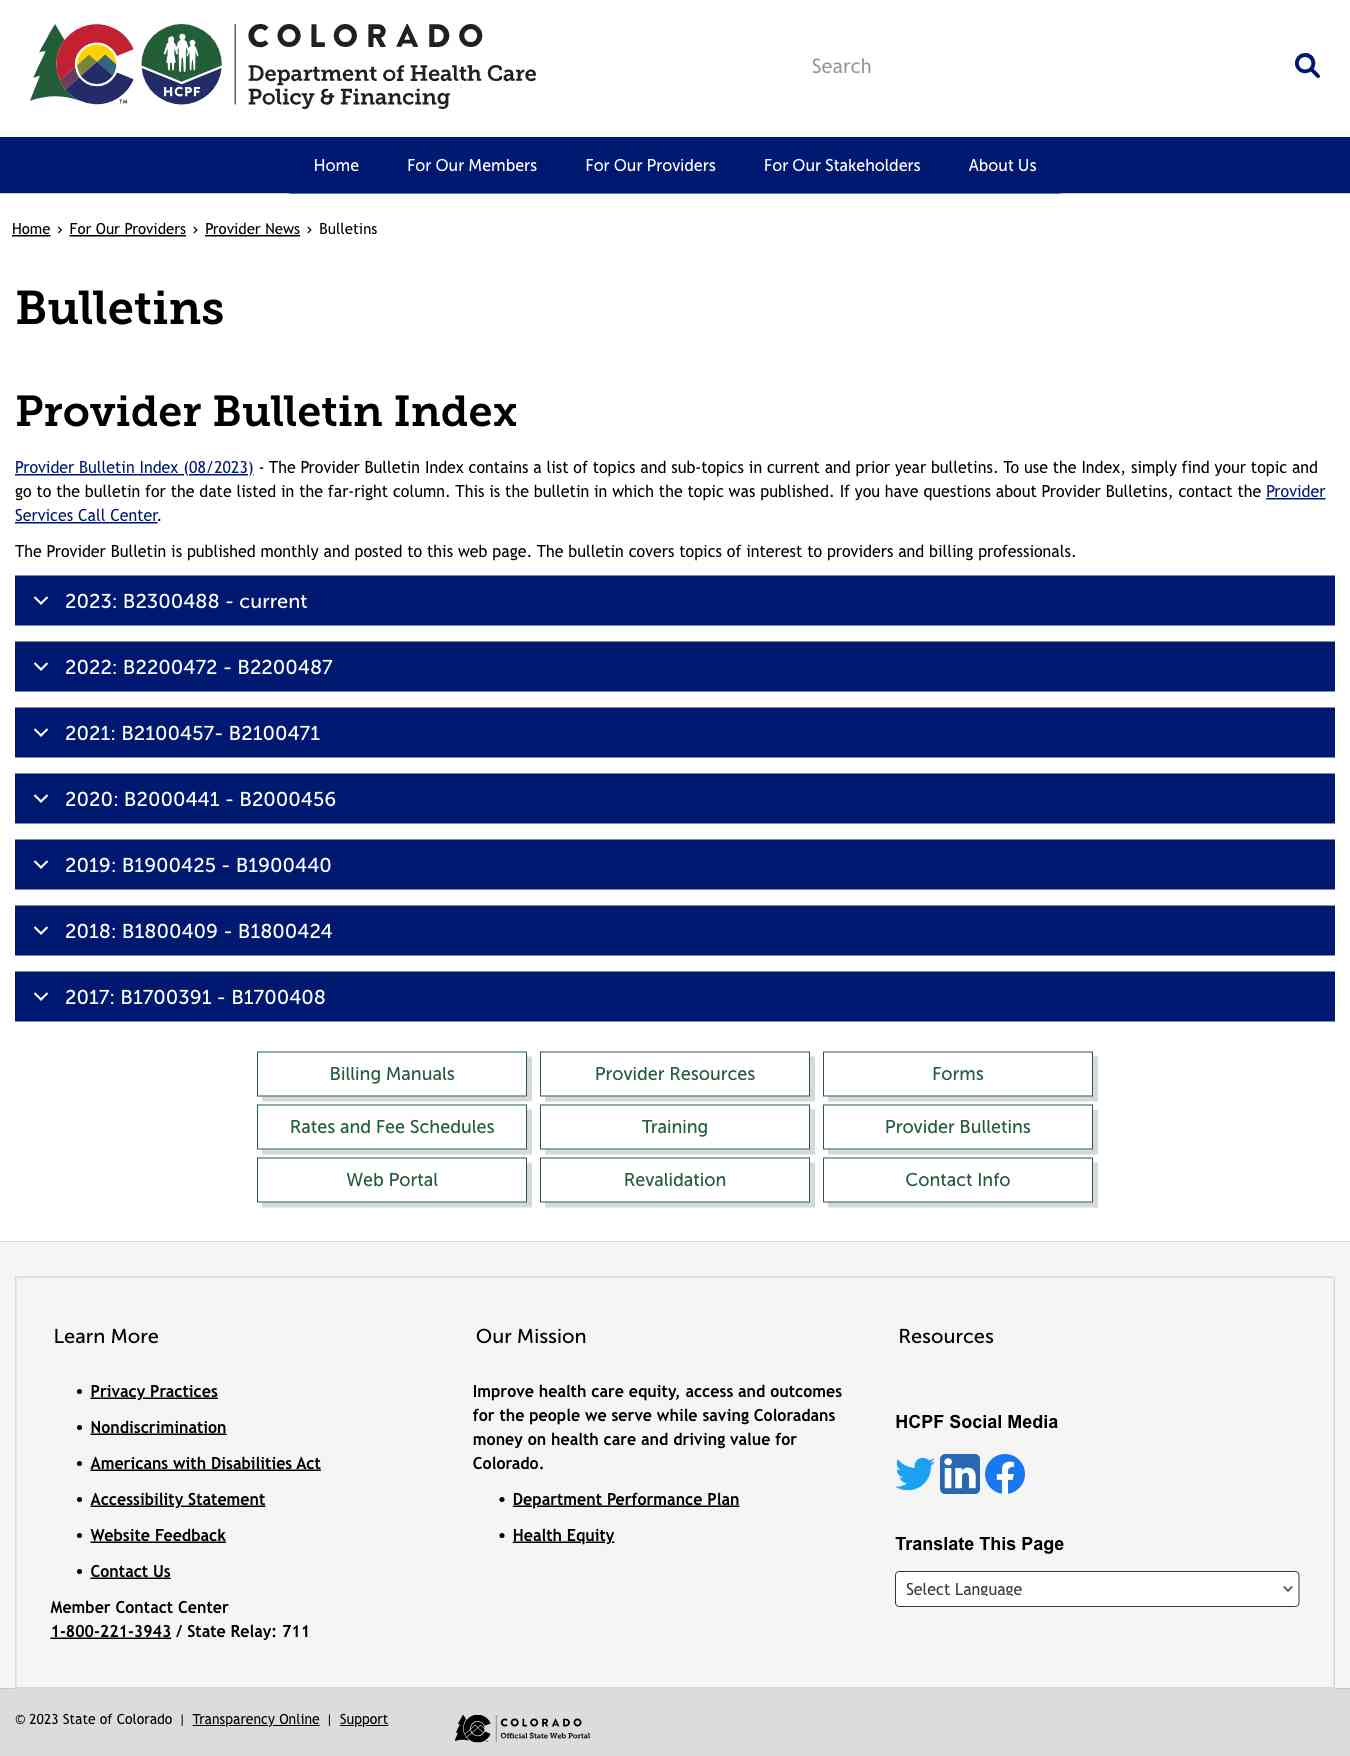 COLORADO
Department of Health Care
Policy & Financing
HCPF
TM
Search
Home
For Our Members
For Our Providers
For Our Stakeholders
About Us
Home › For Our Providers › Provider News › Bulletins
Bulletins
Provider Bulletin Index
Provider Bulletin Index (08/2023) - The Provider Bulletin Index contains a list of topics and sub-topics in current and prior year bulletins. To use the Index, simply find your topic and
go to the bulletin for the date listed in the far-right column. This is the bulletin in which the topic was published. If you have questions about Provider Bulletins, contact the Provider
Services Call Center.
The Provider Bulletin is published monthly and posted to this web page. The bulletin covers topics of interest to providers and billing professionals.
2023: B2300488 - current
2022: B2200472 - B2200487
2021: B2100457- B2100471
2020: B2000441 - B2000456
2019: B1900425 - B1900440
2018: B1800409 - B1800424
2017: B1700391 - B1700408
Billing Manuals
Provider Resources
Forms
Rates and Fee Schedules
Training
Provider Bulletins
Web Portal
Revalidation
Contact Info
Learn More
• Privacy Practices
• Nondiscrimination
• Americans with Disabilities Act
• Accessibility Statement
• Website Feedback
• Contact Us
Member Contact Center
1-800-221-3943 / State Relay: 711
Our Mission
Improve health care equity, access and outcomes
for the people we serve while saving Coloradans
money on health care and driving value for
Colorado.
• Department Performance Plan
• Health Equity
Resources
HCPF Social Media
Translate This Page
Select Language
© 2023 State of Colorado | Transparency Online | Support
COLORADO
Official State Web Portal